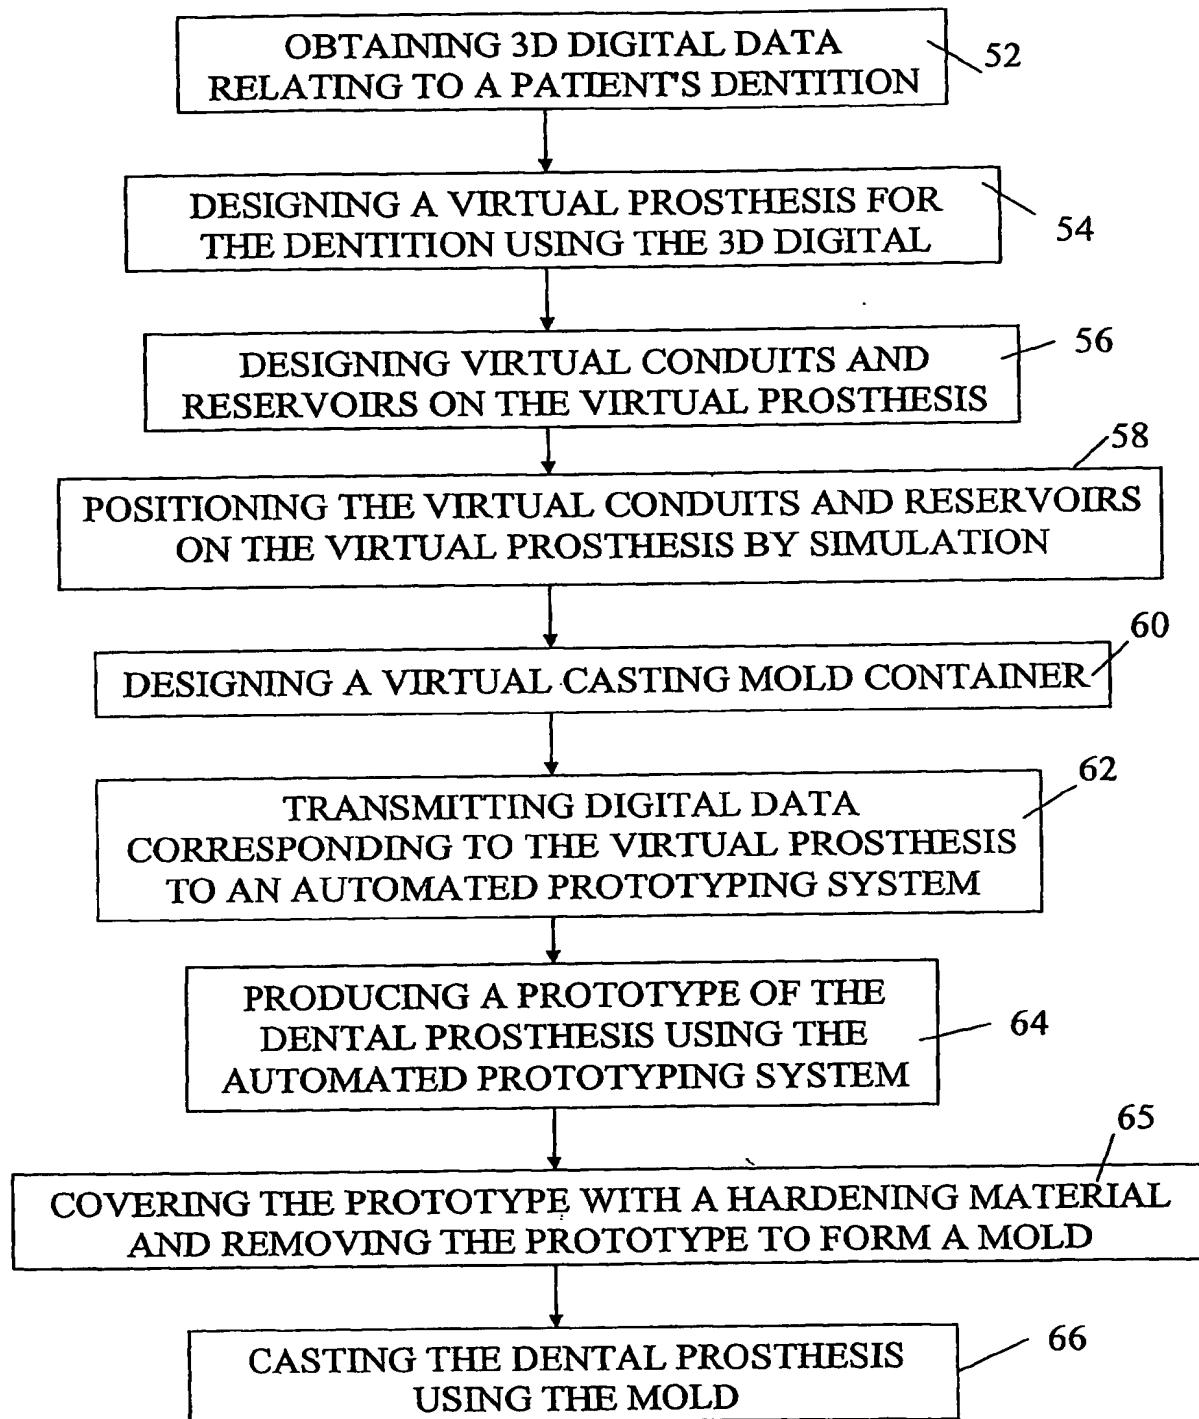 OBTAINING 3D DIGITAL DATA
RELATING TO A PATIENT'S DENTITION
52
DESIGNING A VIRTUAL PROSTHESIS FOR
THE DENTITION USING THE 3D DIGITAL
54
DESIGNING VIRTUAL CONDUITS AND
RESERVOIRS ON THE VIRTUAL PROSTHESIS
56
58
POSITIONING THE VIRTUAL CONDUITS AND RESERVOIRS
ON THE VIRTUAL PROSTHESIS BY SIMULATION
60
DESIGNING A VIRTUAL CASTING MOLD CONTAINER
62
TRANSMITTING DIGITAL DATA
CORRESPONDING TO THE VIRTUAL PROSTHESIS
TO AN AUTOMATED PROTOTYPING SYSTEM
PRODUCING A PROTOTYPE OF THE
DENTAL PROSTHESIS USING THE
AUTOMATED PROTOTYPING SYSTEM
64
65
COVERING THE PROTOTYPE WITH A HARDENING MATERIAL
AND REMOVING THE PROTOTYPE TO FORM A MOLD
66
CASTING THE DENTAL PROSTHESIS
USING THE MOLD